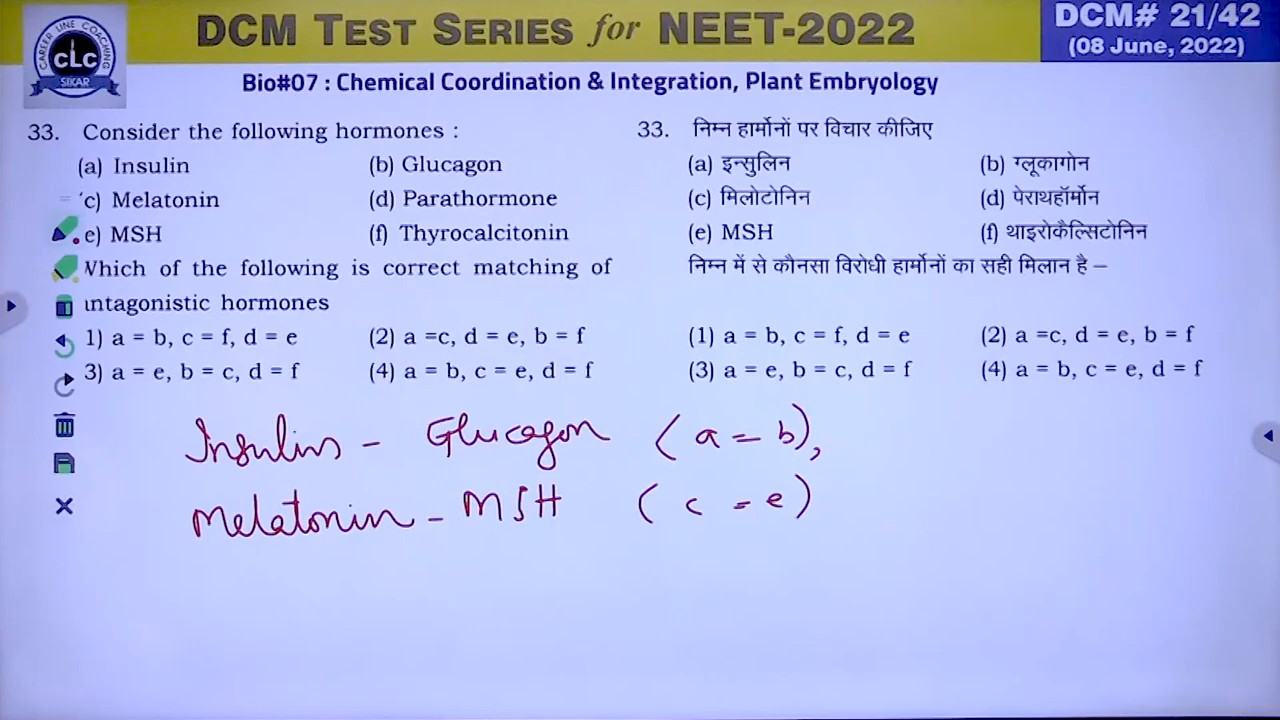 CAREER LINE COACHING
CLC
SIKAR
DCM TEST SERIES for NEET-2022
DCM# 21/42
(08 June, 2022)
Bio#07 : Chemical Coordination & Integration, Plant Embryology
33. Consider the following hormones :
(a) Insulin (b) Glucagon
c) Melatonin (d) Parathormone
e) MSH (f) Thyrocalcitonin
Which of the following is correct matching of
antagonistic hormones
1) a = b, c = f, d = e (2) a =c, d = e, b = f
3) a = e, b = c, d = f (4) a = b, c = e, d = f
33. निम्न हार्मोनों पर विचार कीजिए
(a) इन्सुलिन (b) ग्लूकागोन
(c) मिलोटोनिन (d) पेराथहॉर्मोन
(e) MSH (f) थाइरोकैल्सिटोनिन
निम्न में से कौनसा विरोधी हार्मोनों का सही मिलान है –
(1) a = b, c = f, d = e (2) a =c, d = e, b = f
(3) a = e, b = c, d = f (4) a = b, c = e, d = f
Insulin - Glucagon (a = b),
Melatonin - MSH (c = e)